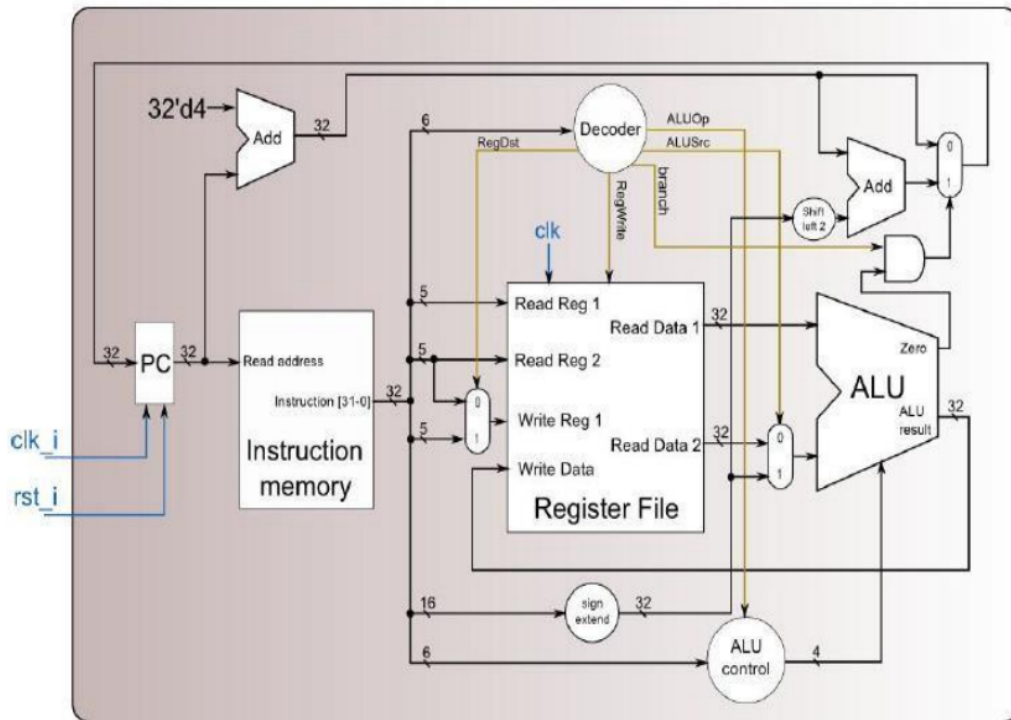 32'd4
Add
32
6
Decoder
ALUOp
RegDst
ALUSrc
RegWrite
branch
0
1
Add
Shift
left 2
clk
5
Read Reg 1
Read Data 1
32
Zero
32
PC
32
Read address
5
Read Reg 2
ALU
Instruction [31-0]
32
0
1
Write Reg 1
ALU
result
32
5
Read Data 2
32
0
1
clk_i
Instruction
memory
Write Data
rst_i
Register File
16
sign
extend
32
6
ALU
control
4